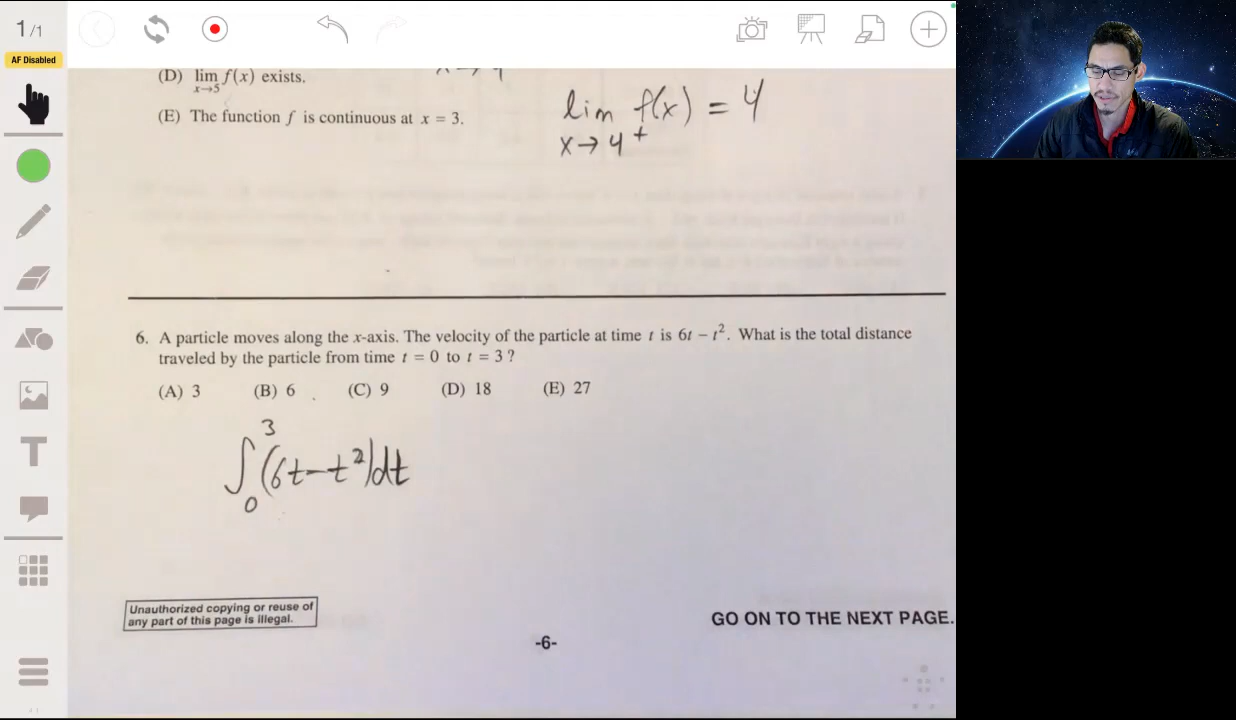 1/1
AF Disabled
(D) lim f(x) exists.
x→5
(E) The function f is continuous at x = 3.
lim f(x) = 4
x→4⁺
6. A particle moves along the x-axis. The velocity of the particle at time t is 6t − t². What is the total distance
traveled by the particle from time t = 0 to t = 3 ?
(A) 3 (B) 6 (C) 9 (D) 18 (E) 27
∫₀³(6t−t²)dt
Unauthorized copying or reuse of
any part of this page is illegal.
GO ON TO THE NEXT PAGE.
-6-
T